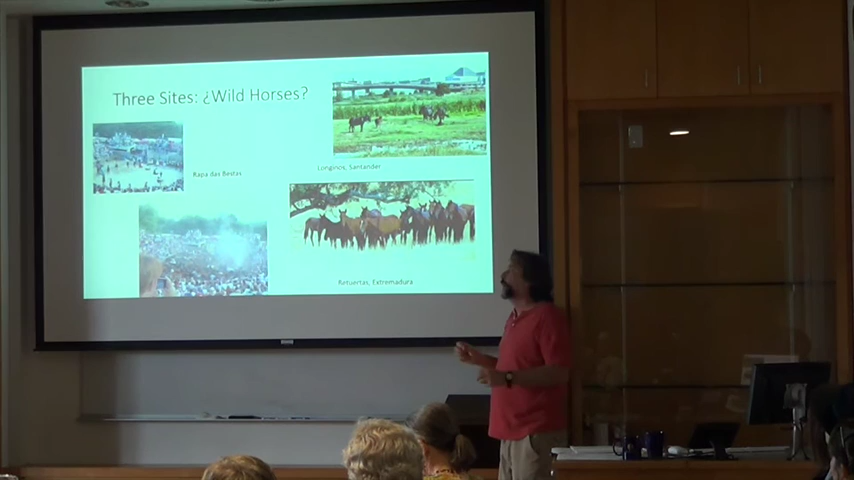 Three Sites: ¿Wild Horses?
Rapa das Bestas
Longinos, Santander
Retuertas, Extremadura